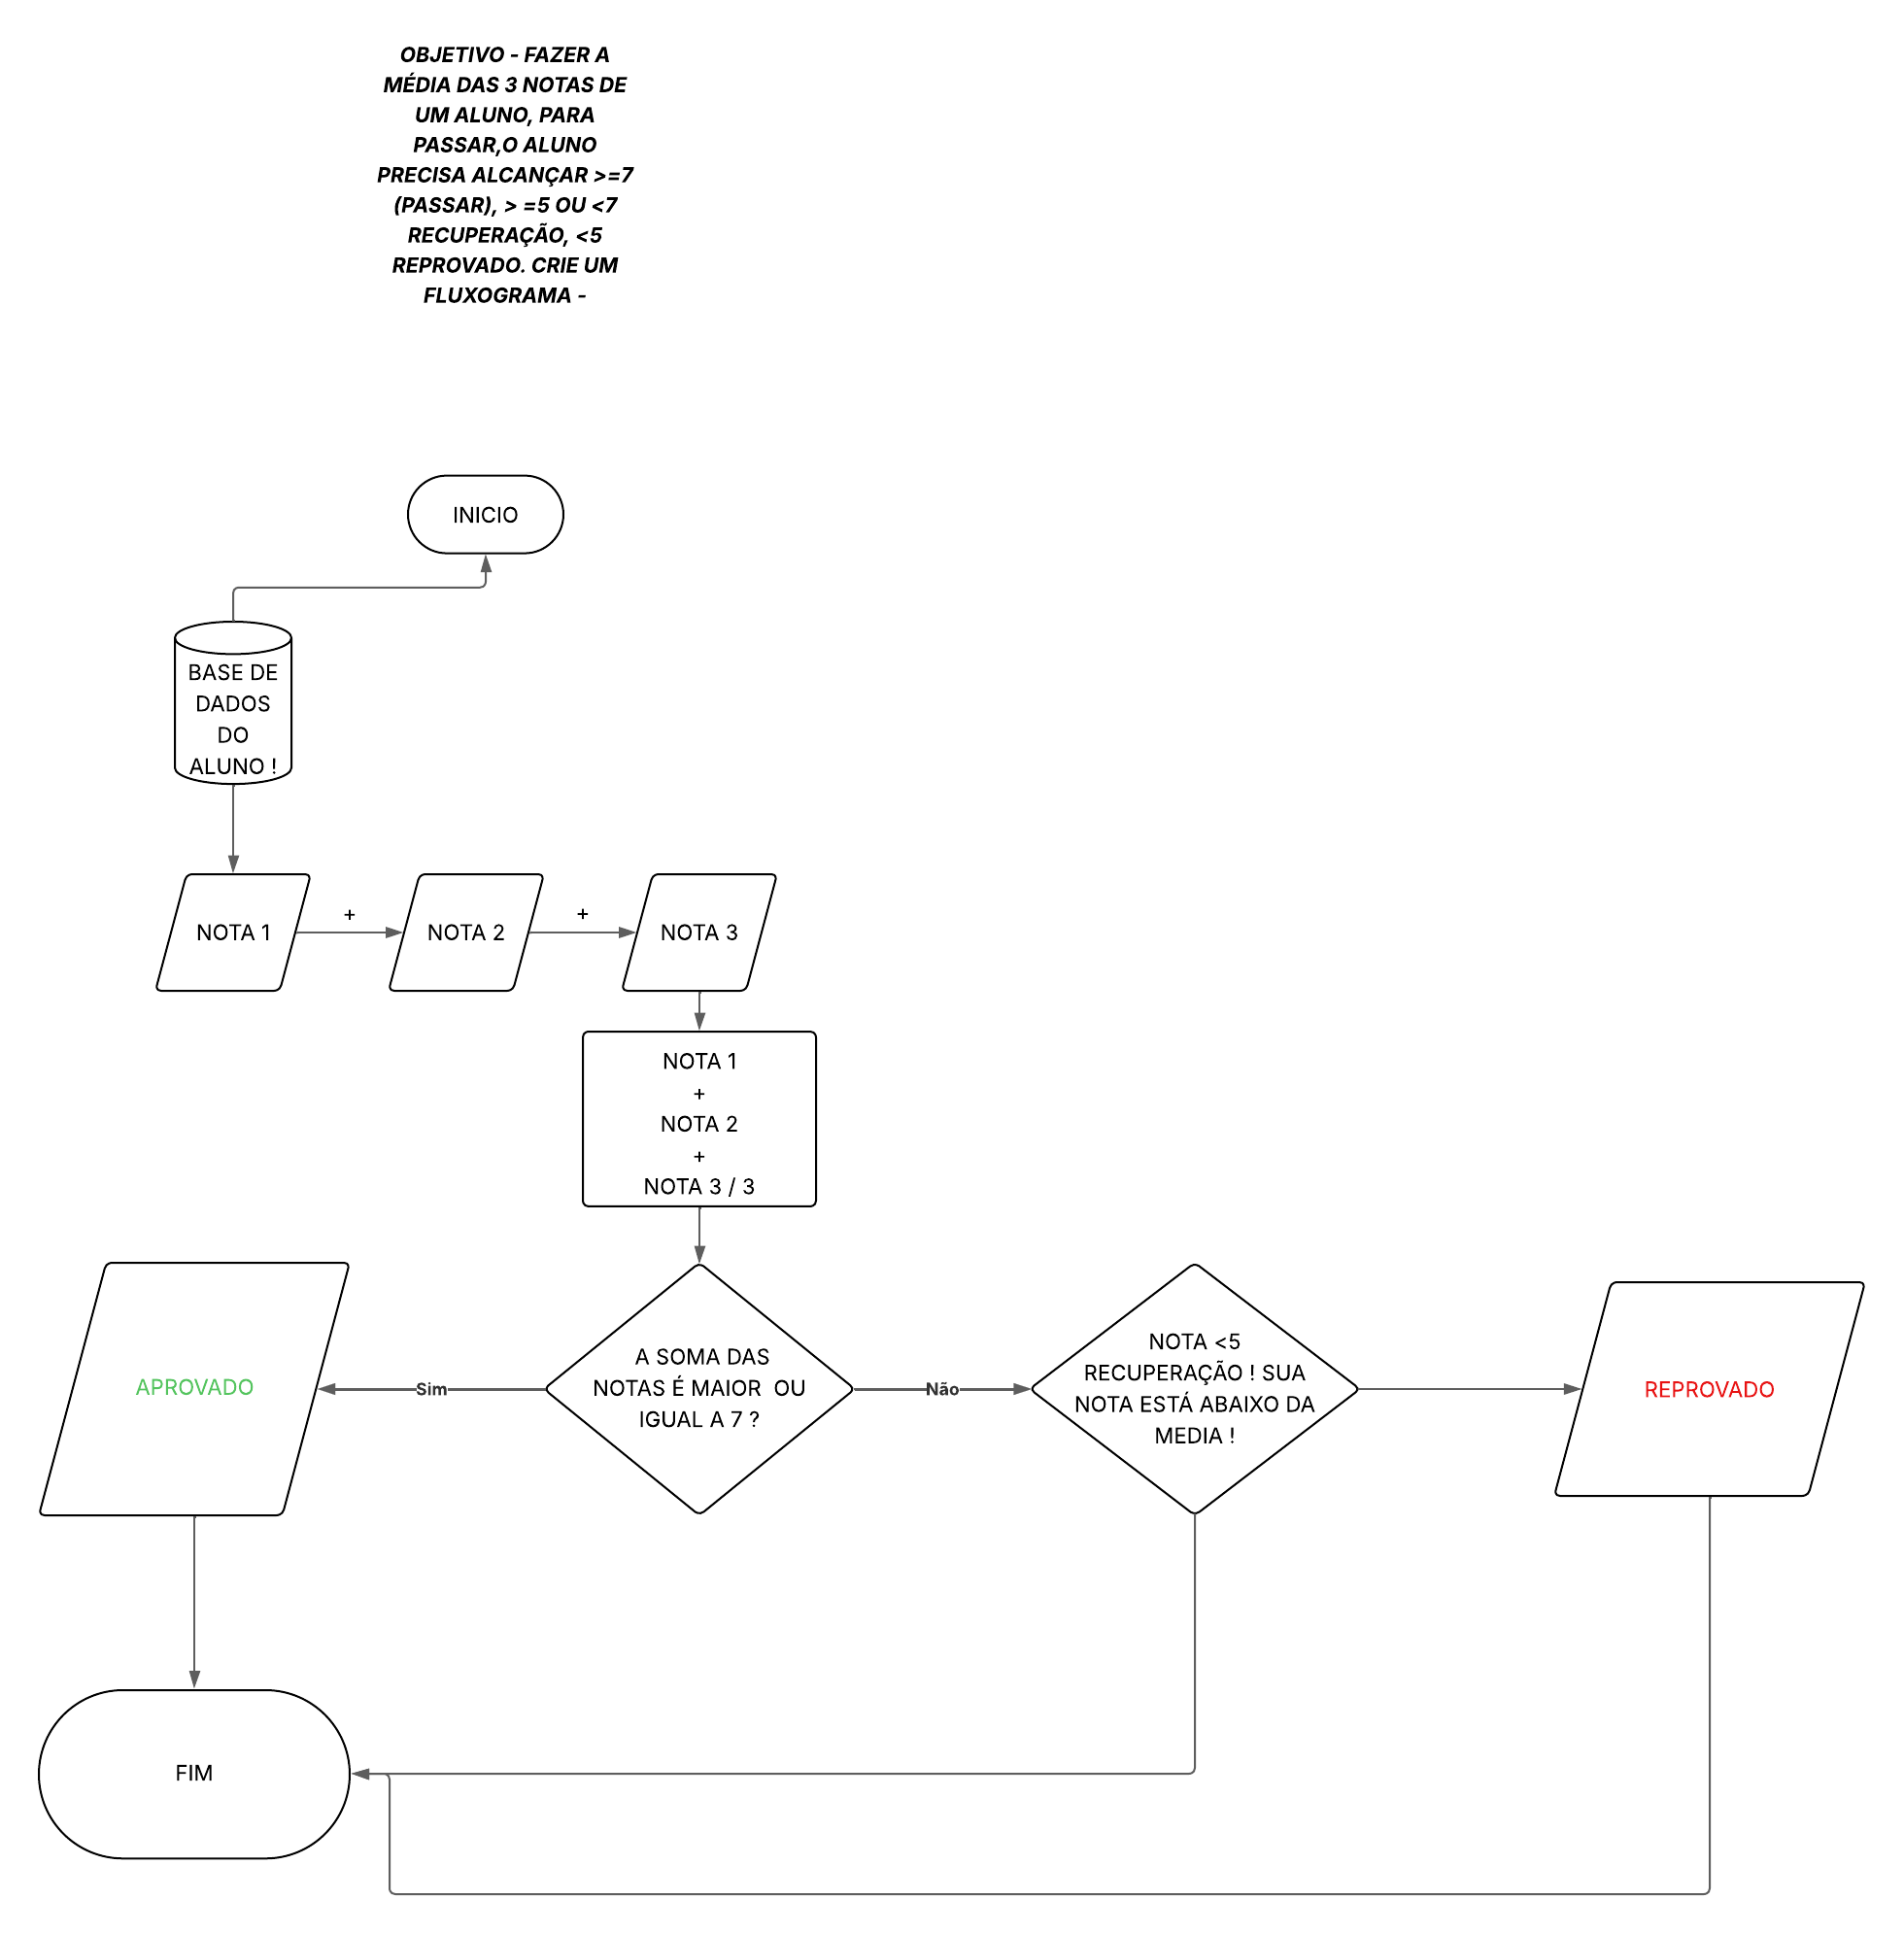 OBJETIVO - FAZER A
MÉDIA DAS 3 NOTAS DE
UM ALUNO, PARA
PASSAR,O ALUNO
PRECISA ALCANÇAR >=7
(PASSAR), > =5 OU <7
RECUPERAÇÃO, <5
REPROVADO. CRIE UM
FLUXOGRAMA -
INICIO
BASE DE
DADOS
DO
ALUNO !
NOTA 1
+
NOTA 2
+
NOTA 3
NOTA 1
+
NOTA 2
+
NOTA 3 / 3
APROVADO
Sim
A SOMA DAS
NOTAS É MAIOR  OU
IGUAL A 7 ?
Não
NOTA <5
RECUPERAÇÃO ! SUA
NOTA ESTÁ ABAIXO DA
MEDIA !
REPROVADO
FIM